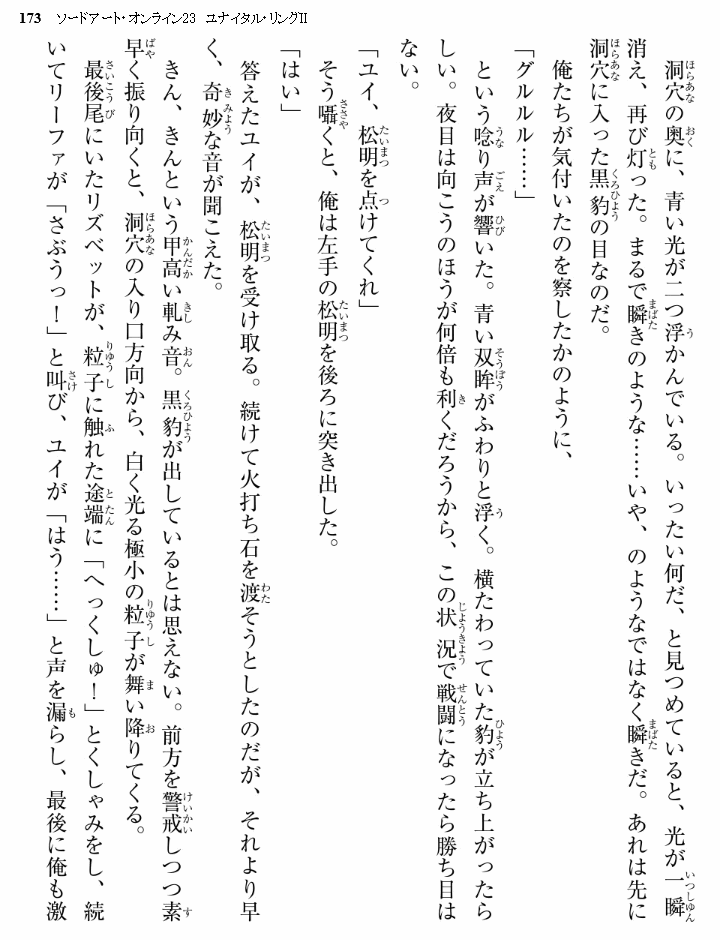 173 ソードアート・オンライン23 ユナイタル・リングII
洞穴の奥に、青い光が二つ浮かんでいる。いったい何だ、と見つめていると、光が一瞬
消え、再び灯った。まるで瞬きのような……いや、のようなではなく瞬きだ。あれは先に
洞穴に入った黒豹の目なのだ。
俺たちが気付いたのを察したかのように、
「グルルル……」
という唸り声が響いた。青い双眸がふわりと浮く。横たわっていた豹が立ち上がったら
しい。夜目は向こうのほうが何倍も利くだろうから、この状況で戦闘になったら勝ち目は
ない。
「ユイ、松明を点けてくれ」
そう囁くと、俺は左手の松明を後ろに突き出した。
「はい」
答えたユイが、松明を受け取る。続けて火打ち石を渡そうとしたのだが、それより早
く、奇妙な音が聞こえた。
きん、きんという甲高い軋み音。黒豹が出しているとは思えない。前方を警戒しつつ素
早く振り向くと、洞穴の入り口方向から、白く光る極小の粒子が舞い降りてくる。
最後尾にいたリズベットが、粒子に触れた途端に「へっくしゅ！」とくしゃみをし、続
いてリーファが「さぶうっ！」と叫び、ユイが「はう……」と声を漏らし、最後に俺も激